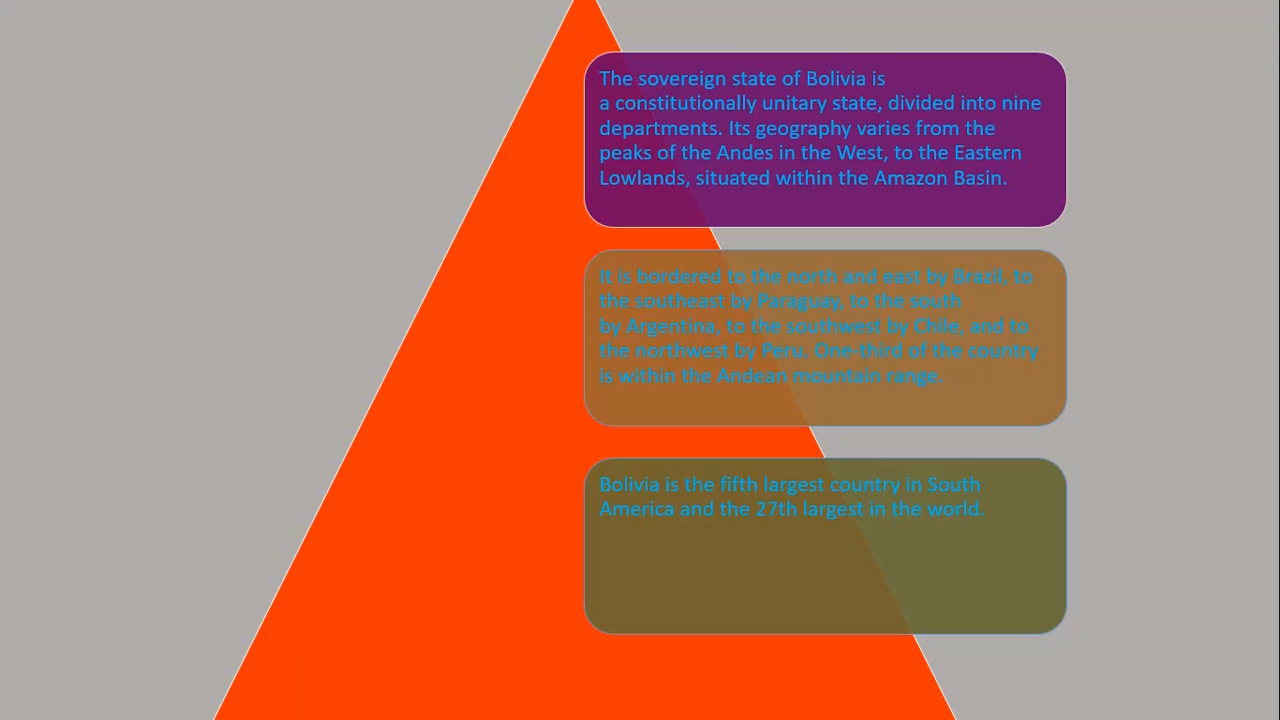 The sovereign state of Bolivia is
a constitutionally unitary state, divided into nine
departments. Its geography varies from the
peaks of the Andes in the West, to the Eastern
Lowlands, situated within the Amazon Basin.
It is bordered to the north and east by Brazil, to
the southeast by Paraguay, to the south
by Argentina, to the southwest by Chile, and to
the northwest by Peru. One-third of the country
is within the Andean mountain range.
Bolivia is the fifth largest country in South
America and the 27th largest in the world.